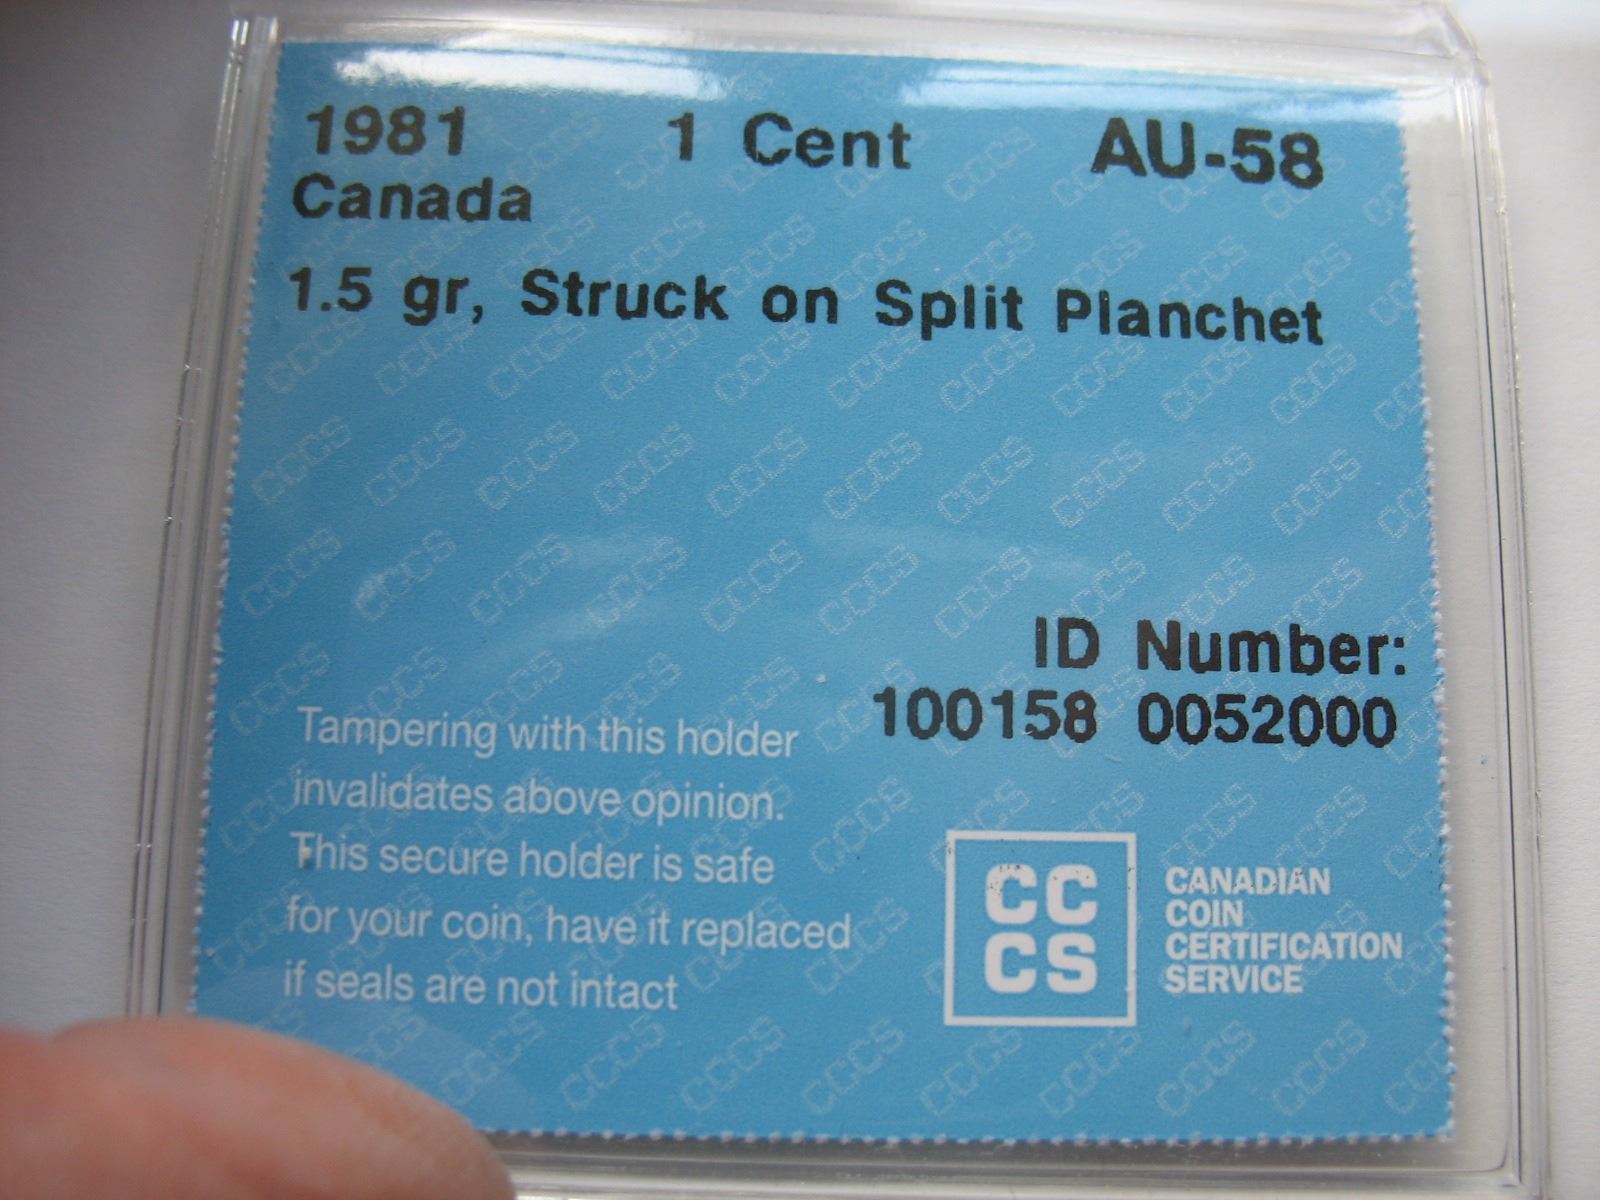 1981 1 Cent AU-58
Canada
1.5 gr, Struck on Split Planchet
ID Number:
100158 0052000
Tampering with this holder
invalidates above opinion.
This secure holder is safe
for your coin, have it replaced
if seals are not intact
CC
CS
CANADIAN
COIN
CERTIFICATION
SERVICE